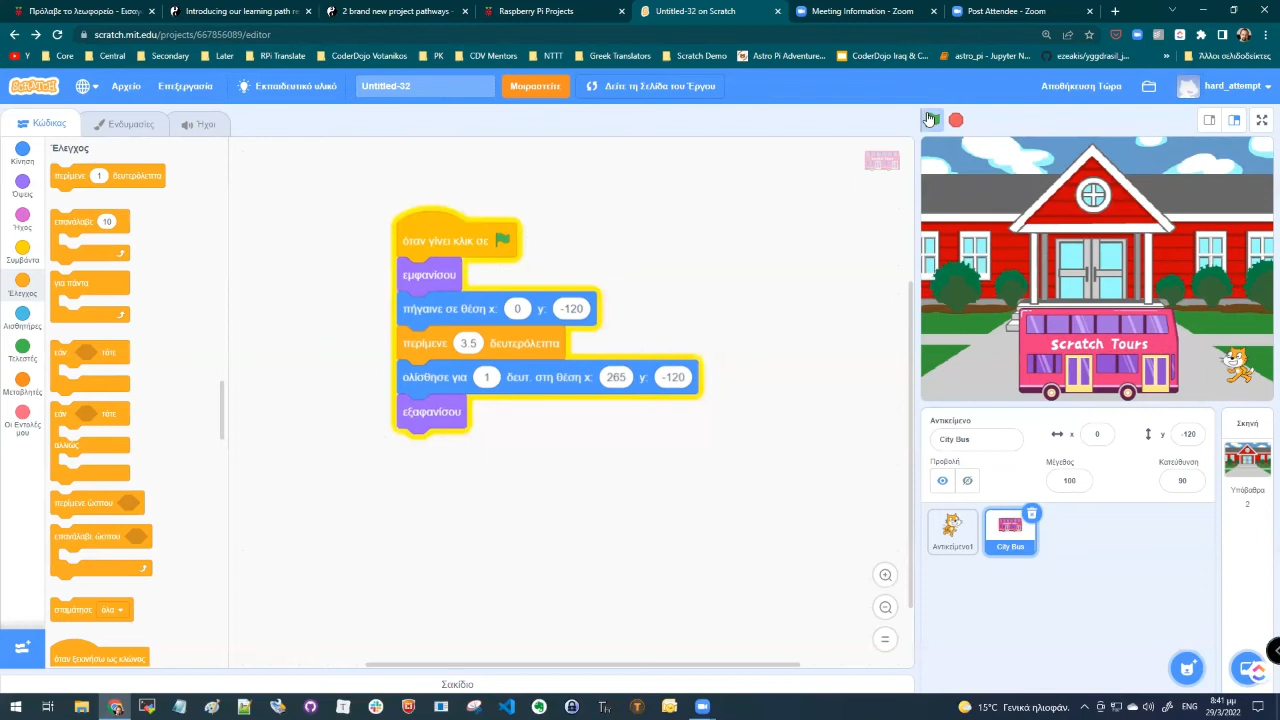 Πρόλαβε το λεωφορείο - Εισαγω
Introducing our learning path re
2 brand new project pathways -
Raspberry Pi Projects
Untitled-32 on Scratch
Meeting Information - Zoom
Post Attendee - Zoom
scratch.mit.edu/projects/667856089/editor
Y
Core
Central
Secondary
Later
RPi Translate
CoderDojo Votanikos
PK
CDV Mentors
NTTT
Greek Translators
Scratch Demo
Astro Pi Adventure...
CoderDojo Iraq &...
astro_pi - Jupyter N...
ezeakis/yggdrasil_j...
»
Άλλοι σελιδοδείκτες
SCRATCH
Αρχείο
Επεξεργασία
Εκπαιδευτικό υλικό
Untitled-32
Μοιραστείτε
Δείτε τη Σελίδα του Έργου
Αποθήκευση Τώρα
hard_attempt
Κώδικας
Ενδυμασίες
Ήχοι
Κίνηση
Όψεις
Ήχος
Συμβάντα
Έλεγχος
Αισθητήρες
Τελεστές
Μεταβλητές
Οι Εντολές μου
Έλεγχος
περίμενε 1 δευτερόλεπτα
επανάλαβε 10
για πάντα
εάν τότε
εάν τότε
αλλιώς
περίμενε ώσπου
επανάλαβε ώσπου
σταμάτησε όλα
όταν ξεκινήσω ως κλώνος
όταν γίνει κλικ σε
εμφανίσου
πήγαινε σε θέση x: 0 y: -120
περίμενε 3.5 δευτερόλεπτα
ολίσθησε για 1 δευτ. στη θέση x: 265 y: -120
εξαφανίσου
Scratch Tours
Αντικείμενο
City Bus
x 0
y -120
Προβολή
Μέγεθος
100
Κατεύθυνση
90
Αντικείμενο1
City Bus
Σκηνή
Υπόβαθρα
2
Σακίδιο
15°C Γενικά ηλιοφάν.
ENG
8:41 μμ
29/3/2022